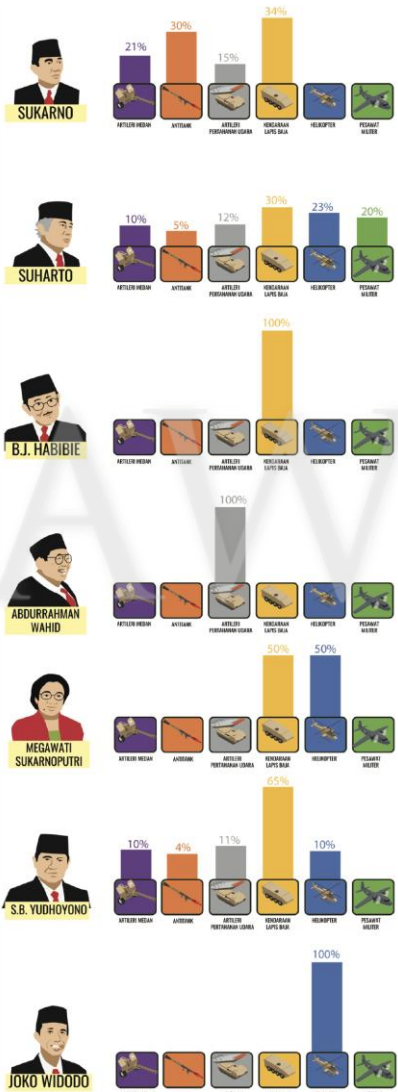 34%
30%
21%
15%
SUKARNO
ARTILERI MEDAN
ANTITANK
ARTILERI
PERTAHANAN UDARA
KENDARAAN
LAPIS BAJA
HELIKOPTER
PESAWAT
MILITER
30%
23%
20%
10%
5%
12%
SUHARTO
ARTILERI MEDAN
ANTITANK
ARTILERI
PERTAHANAN UDARA
KENDARAAN
LAPIS BAJA
HELIKOPTER
PESAWAT
MILITER
100%
B.J. HABIBIE
ARTILERI MEDAN
ANTITANK
ARTILERI
PERTAHANAN UDARA
KENDARAAN
LAPIS BAJA
HELIKOPTER
PESAWAT
MILITER
AW
100%
ABDURRAHMAN
WAHID
ARTILERI MEDAN
ANTITANK
ARTILERI
PERTAHANAN UDARA
KENDARAAN
LAPIS BAJA
HELIKOPTER
PESAWAT
MILITER
50%
50%
MEGAWATI
SUKARNOPUTRI
ARTILERI MEDAN
ANTITANK
ARTILERI
PERTAHANAN UDARA
KENDARAAN
LAPIS BAJA
HELIKOPTER
PESAWAT
MILITER
65%
10%
4%
11%
10%
S.B. YUDHOYONO
ARTILERI MEDAN
ANTITANK
ARTILERI
PERTAHANAN UDARA
KENDARAAN
LAPIS BAJA
HELIKOPTER
PESAWAT
MILITER
100%
JOKO WIDODO